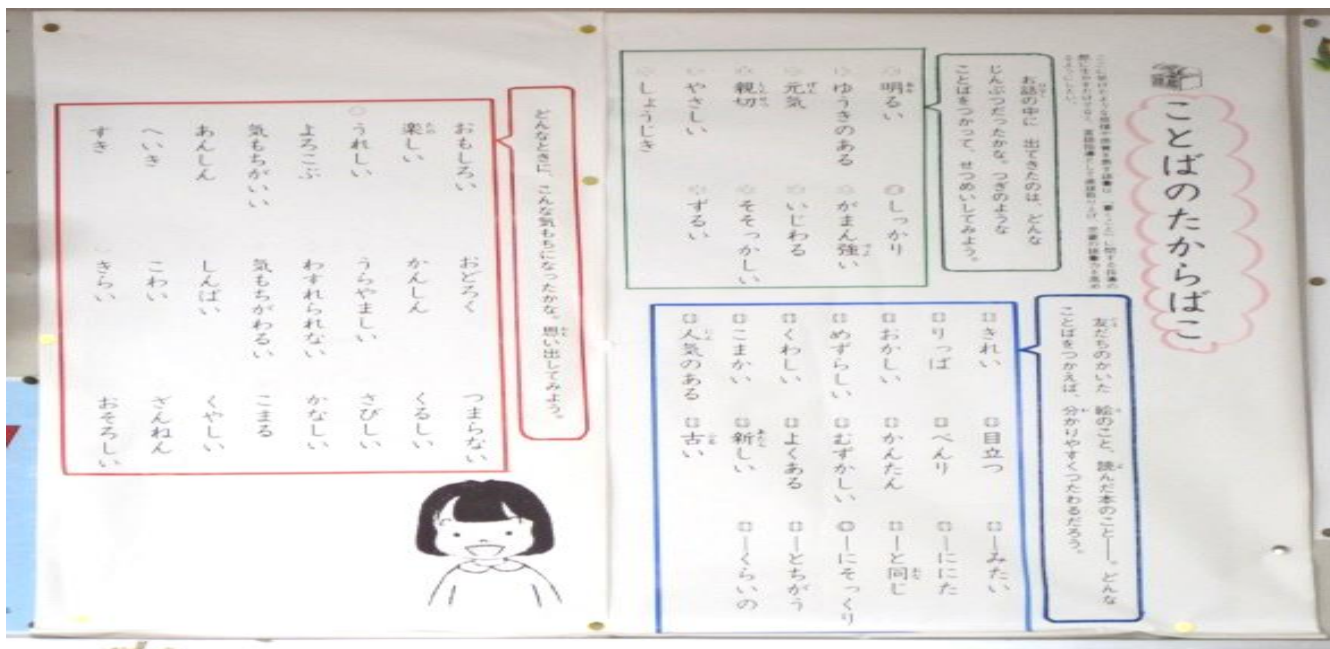 ことばのたからばこ
お話の中に 出てきたのは、どんな
じんぶつだったかな。つぎのような
ことばをつかって、せつめいしてみよう。
明るい
ゆうきのある
元気
親切
やさしい
しょうじき
しっかり
がまん強い
いじわる
そそっかしい
ずるい
友だちのかいた 絵のこと、読んだ本のこと――。どんな
ことばをつかえば、分かりやすくつたわるだろう。
きれい
りっぱ
おかしい
めずらしい
くわしい
こまかい
人気のある
目立つ
べんり
かんたん
むずかしい
よくある
新しい
古い
―みたい
―ににた
―と同じ
―にそっくり
―とちがう
―くらいの
どんなときに、こんな気もちになったかな。思い出してみよう。
おもしろい
楽しい
うれしい
よろこぶ
気もちがいい
あんしん
へいき
すき
おどろく
かんしん
うらやましい
わすれられない
気もちがわるい
しんぱい
こわい
きらい
つまらない
くるしい
さびしい
かなしい
こまる
くやしい
ざんねん
おそろしい